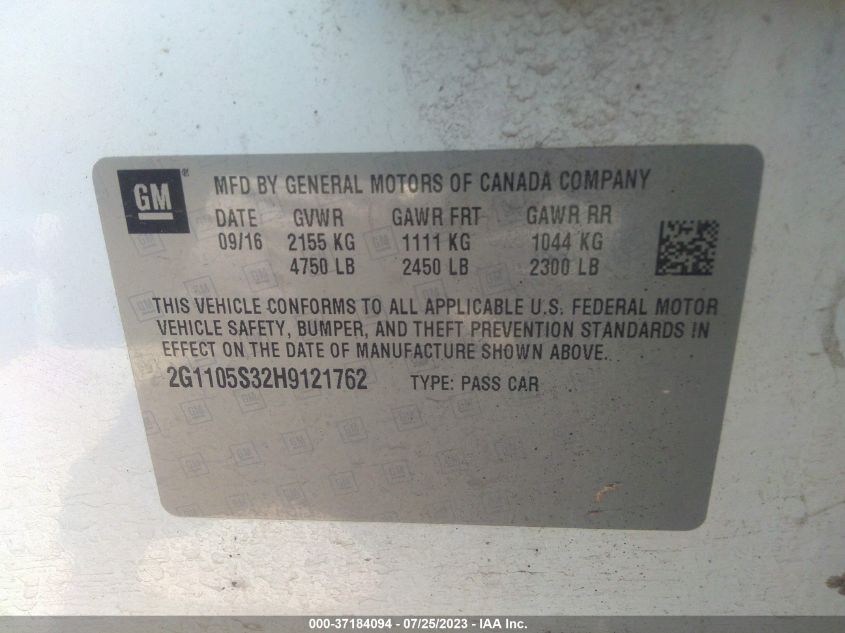 GM ®
MFD BY GENERAL MOTORS OF CANADA COMPANY
DATE GVWR GAWR FRT GAWR RR
09/16 2155 KG 1111 KG 1044 KG
4750 LB 2450 LB 2300 LB
THIS VEHICLE CONFORMS TO ALL APPLICABLE U.S. FEDERAL MOTOR
VEHICLE SAFETY, BUMPER, AND THEFT PREVENTION STANDARDS IN
EFFECT ON THE DATE OF MANUFACTURE SHOWN ABOVE.
2G1105S32H9121762 TYPE: PASS CAR
000-37184094 - 07/25/2023 - IAA Inc.